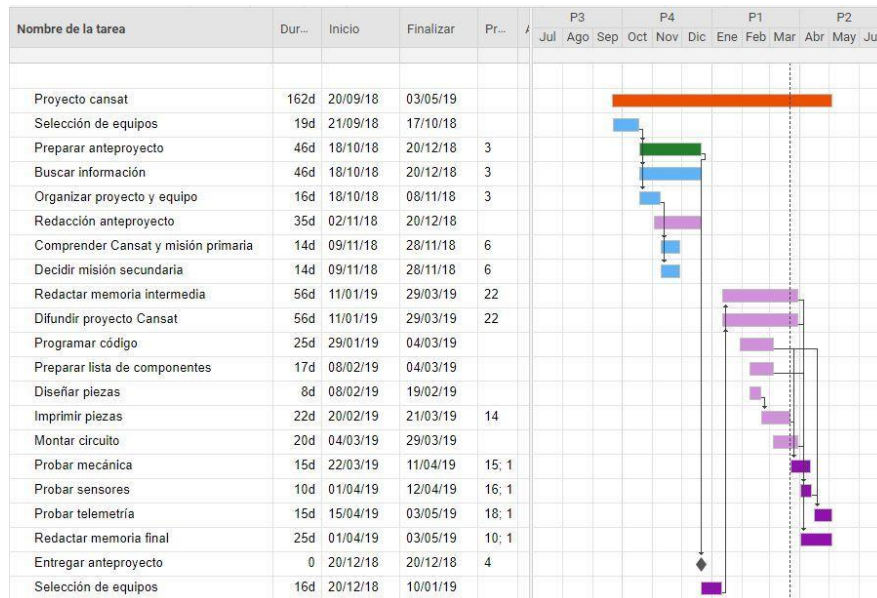 P3 P4 P1 P2
Nombre de la tarea Dur... Inicio Finalizar Pr...
Jul Ago Sep Oct Nov Dic Ene Feb Mar Abr May Ju
Proyecto cansat 162d 20/09/18 03/05/19
Selección de equipos 19d 21/09/18 17/10/18
Preparar anteproyecto 46d 18/10/18 20/12/18 3
Buscar información 46d 18/10/18 20/12/18 3
Organizar proyecto y equipo 16d 18/10/18 08/11/18 3
Redacción anteproyecto 35d 02/11/18 20/12/18
Comprender Cansat y misión primaria 14d 09/11/18 28/11/18 6
Decidir misión secundaria 14d 09/11/18 28/11/18 6
Redactar memoria intermedia 56d 11/01/19 29/03/19 22
Difundir proyecto Cansat 56d 11/01/19 29/03/19 22
Programar código 25d 29/01/19 04/03/19
Preparar lista de componentes 17d 08/02/19 04/03/19
Diseñar piezas 8d 08/02/19 19/02/19
Imprimir piezas 22d 20/02/19 21/03/19 14
Montar circuito 20d 04/03/19 29/03/19
Probar mecánica 15d 22/03/19 11/04/19 15; 1
Probar sensores 10d 01/04/19 12/04/19 16; 1
Probar telemetría 15d 15/04/19 03/05/19 18; 1
Redactar memoria final 25d 01/04/19 03/05/19 10; 1
Entregar anteproyecto 0 20/12/18 20/12/18 4
Selección de equipos 16d 20/12/18 10/01/19